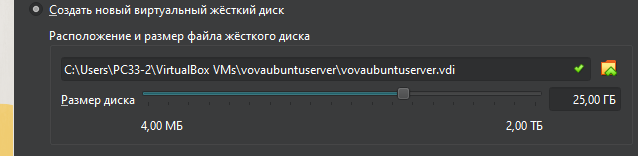 Создать новый виртуальный жёсткий диск
Расположение и размер файла жёсткого диска
C:\Users\PC33-2\VirtualBox VMs\vovaubuntuserver\vovaubuntuserver.vdi
Размер диска
25,00 ГБ
4,00 МБ
2,00 ТБ